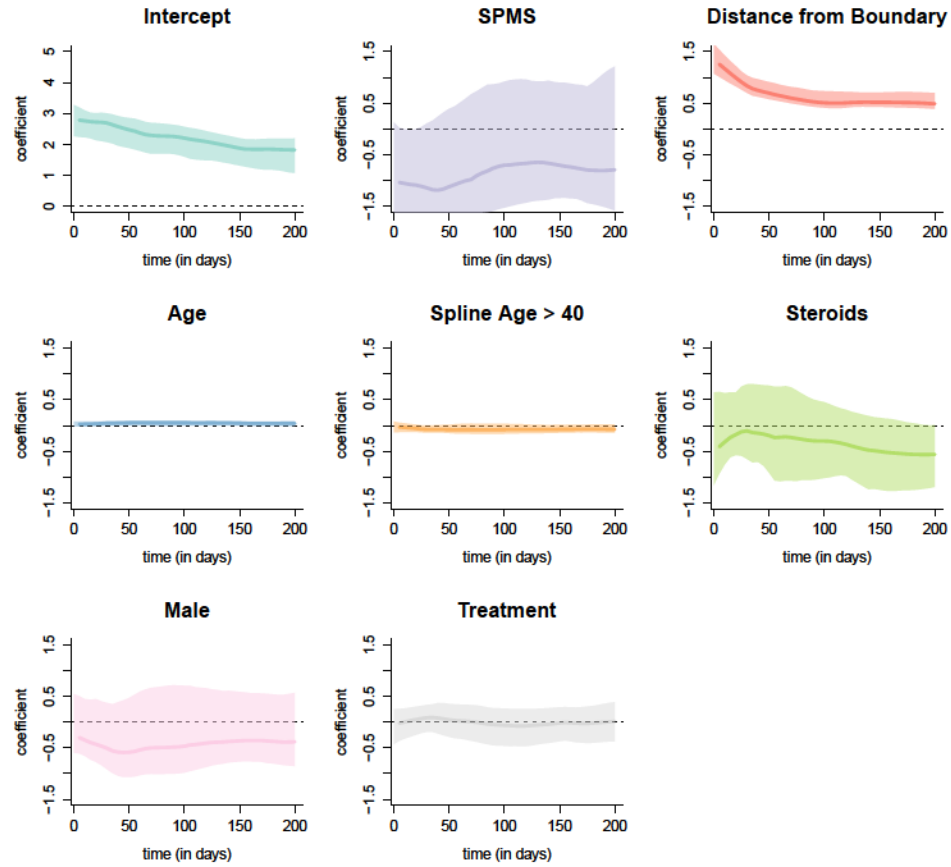 Intercept
SPMS
Distance from Boundary
coefficient
0 1 2 3 4 5
0 50 100 150 200
time (in days)
coefficient
−1.5 −0.5 0.5 1.5
0 50 100 150 200
time (in days)
coefficient
−1.5 −0.5 0.5 1.5
0 50 100 150 200
time (in days)
Age
Spline Age > 40
Steroids
coefficient
−1.5 −0.5 0.5 1.5
0 50 100 150 200
time (in days)
coefficient
−1.5 −0.5 0.5 1.5
0 50 100 150 200
time (in days)
coefficient
−1.5 −0.5 0.5 1.5
0 50 100 150 200
time (in days)
Male
Treatment
coefficient
−1.5 −0.5 0.5 1.5
0 50 100 150 200
time (in days)
coefficient
−1.5 −0.5 0.5 1.5
0 50 100 150 200
time (in days)